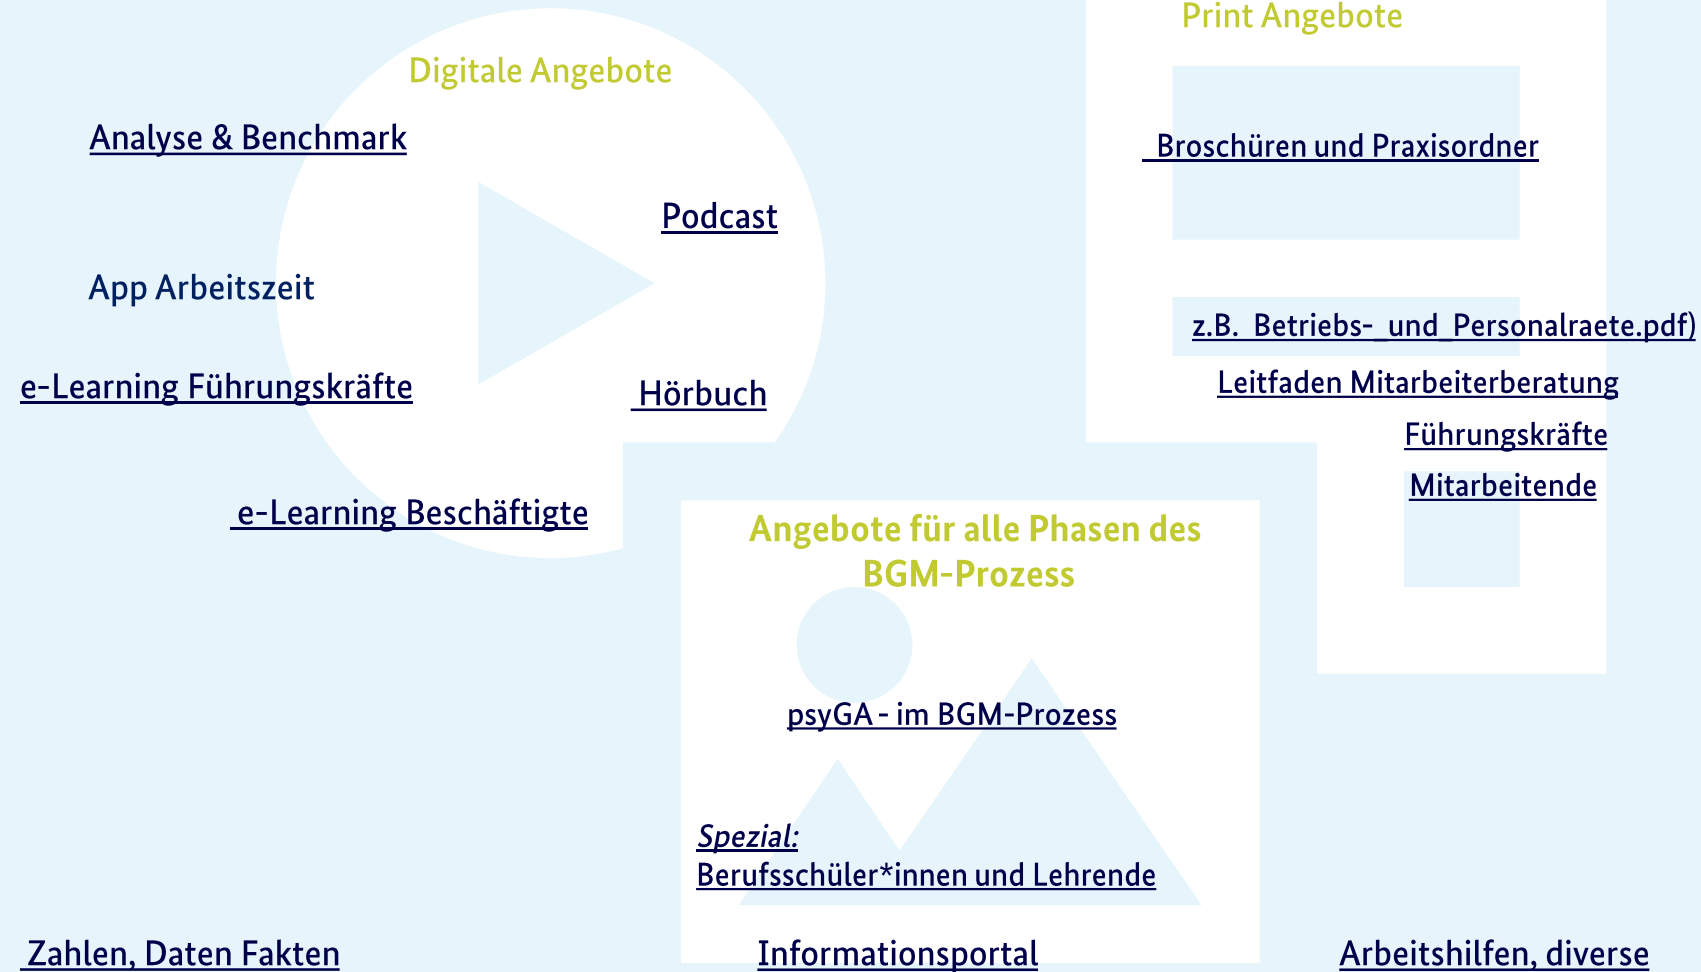 Digitale Angebote
Analyse & Benchmark
Podcast
App Arbeitszeit
e-Learning Führungskräfte
Hörbuch
e-Learning Beschäftigte
Print Angebote
Broschüren und Praxisordner
z.B. Betriebs-_und_Personalraete.pdf)
Leitfaden Mitarbeiterberatung
Führungskräfte
Mitarbeitende
Angebote für alle Phasen des
BGM-Prozess
psyGA - im BGM-Prozess
Spezial:
Berufsschüler*innen und Lehrende
Zahlen, Daten Fakten
Informationsportal
Arbeitshilfen, diverse